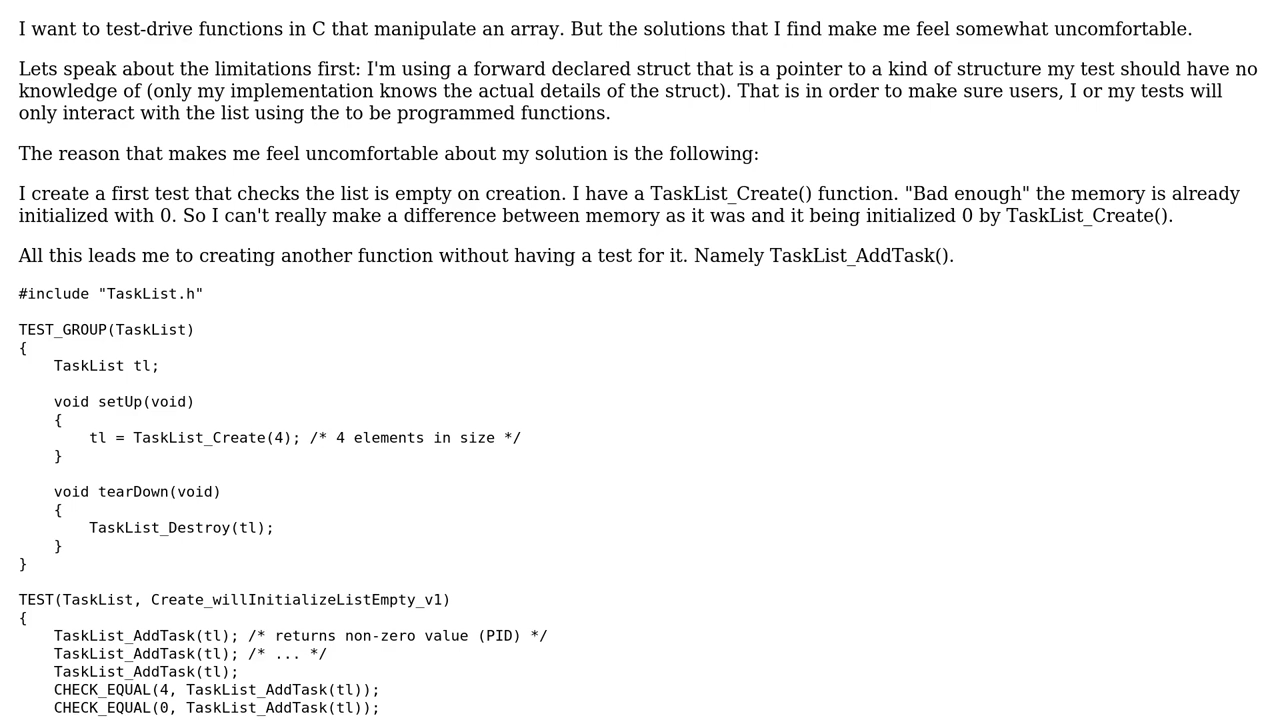 I want to test-drive functions in C that manipulate an array. But the solutions that I find make me feel somewhat uncomfortable.
Lets speak about the limitations first: I'm using a forward declared struct that is a pointer to a kind of structure my test should have no
knowledge of (only my implementation knows the actual details of the struct). That is in order to make sure users, I or my tests will
only interact with the list using the to be programmed functions.
The reason that makes me feel uncomfortable about my solution is the following:
I create a first test that checks the list is empty on creation. I have a TaskList_Create() function. "Bad enough" the memory is already
initialized with 0. So I can't really make a difference between memory as it was and it being initialized 0 by TaskList_Create().
All this leads me to creating another function without having a test for it. Namely TaskList_AddTask().
#include "TaskList.h"
TEST_GROUP(TaskList)
{
    TaskList tl;
    void setUp(void)
    {
        tl = TaskList_Create(4); /* 4 elements in size */
    }
    void tearDown(void)
    {
        TaskList_Destroy(tl);
    }
}
TEST(TaskList, Create_willInitializeListEmpty_v1)
{
    TaskList_AddTask(tl); /* returns non-zero value (PID) */
    TaskList_AddTask(tl); /* ... */
    TaskList_AddTask(tl);
    CHECK_EQUAL(4, TaskList_AddTask(tl));
    CHECK_EQUAL(0, TaskList_AddTask(tl));